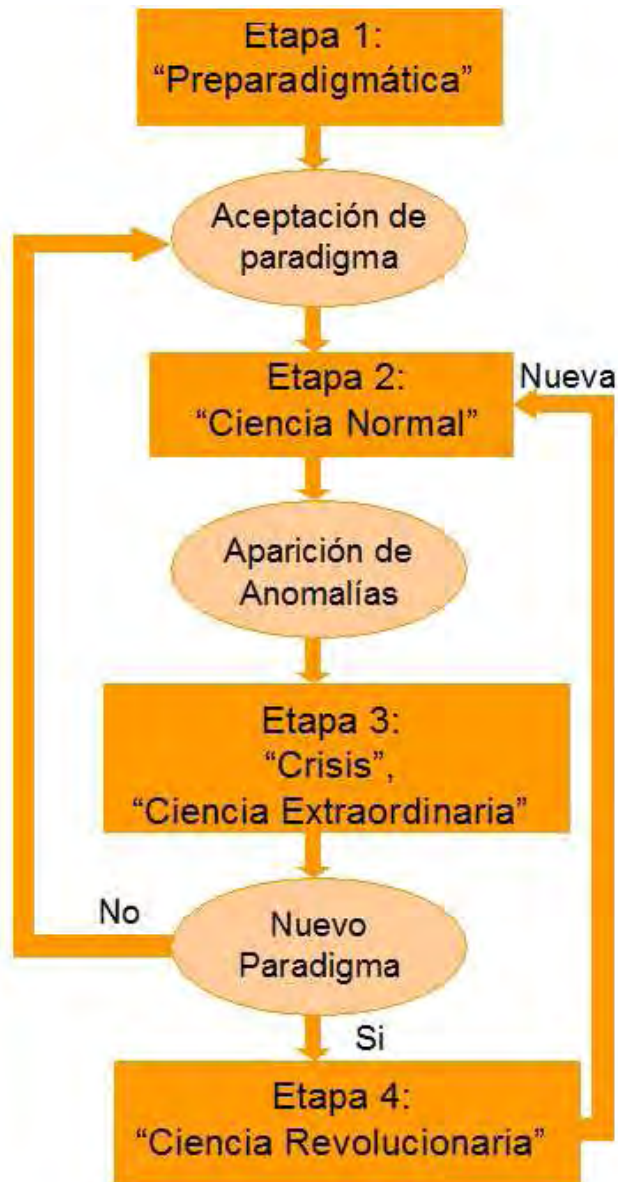 Etapa 1:
“Preparadigmática”
Aceptación de
paradigma
Etapa 2:
“Ciencia Normal”
Nueva
Aparición de
Anomalías
Etapa 3:
“Crisis”,
“Ciencia Extraordinaria”
No
Nuevo
Paradigma
Si
Etapa 4:
“Ciencia Revolucionaria”